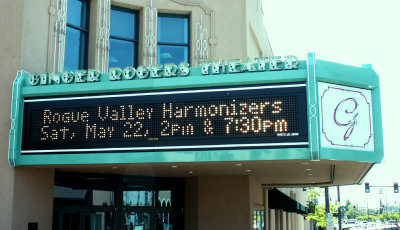 GINGER ROGERS THEATER
Rogue Valley Harmonizers
Sat, May 22, 2pm & 7:30pm
G